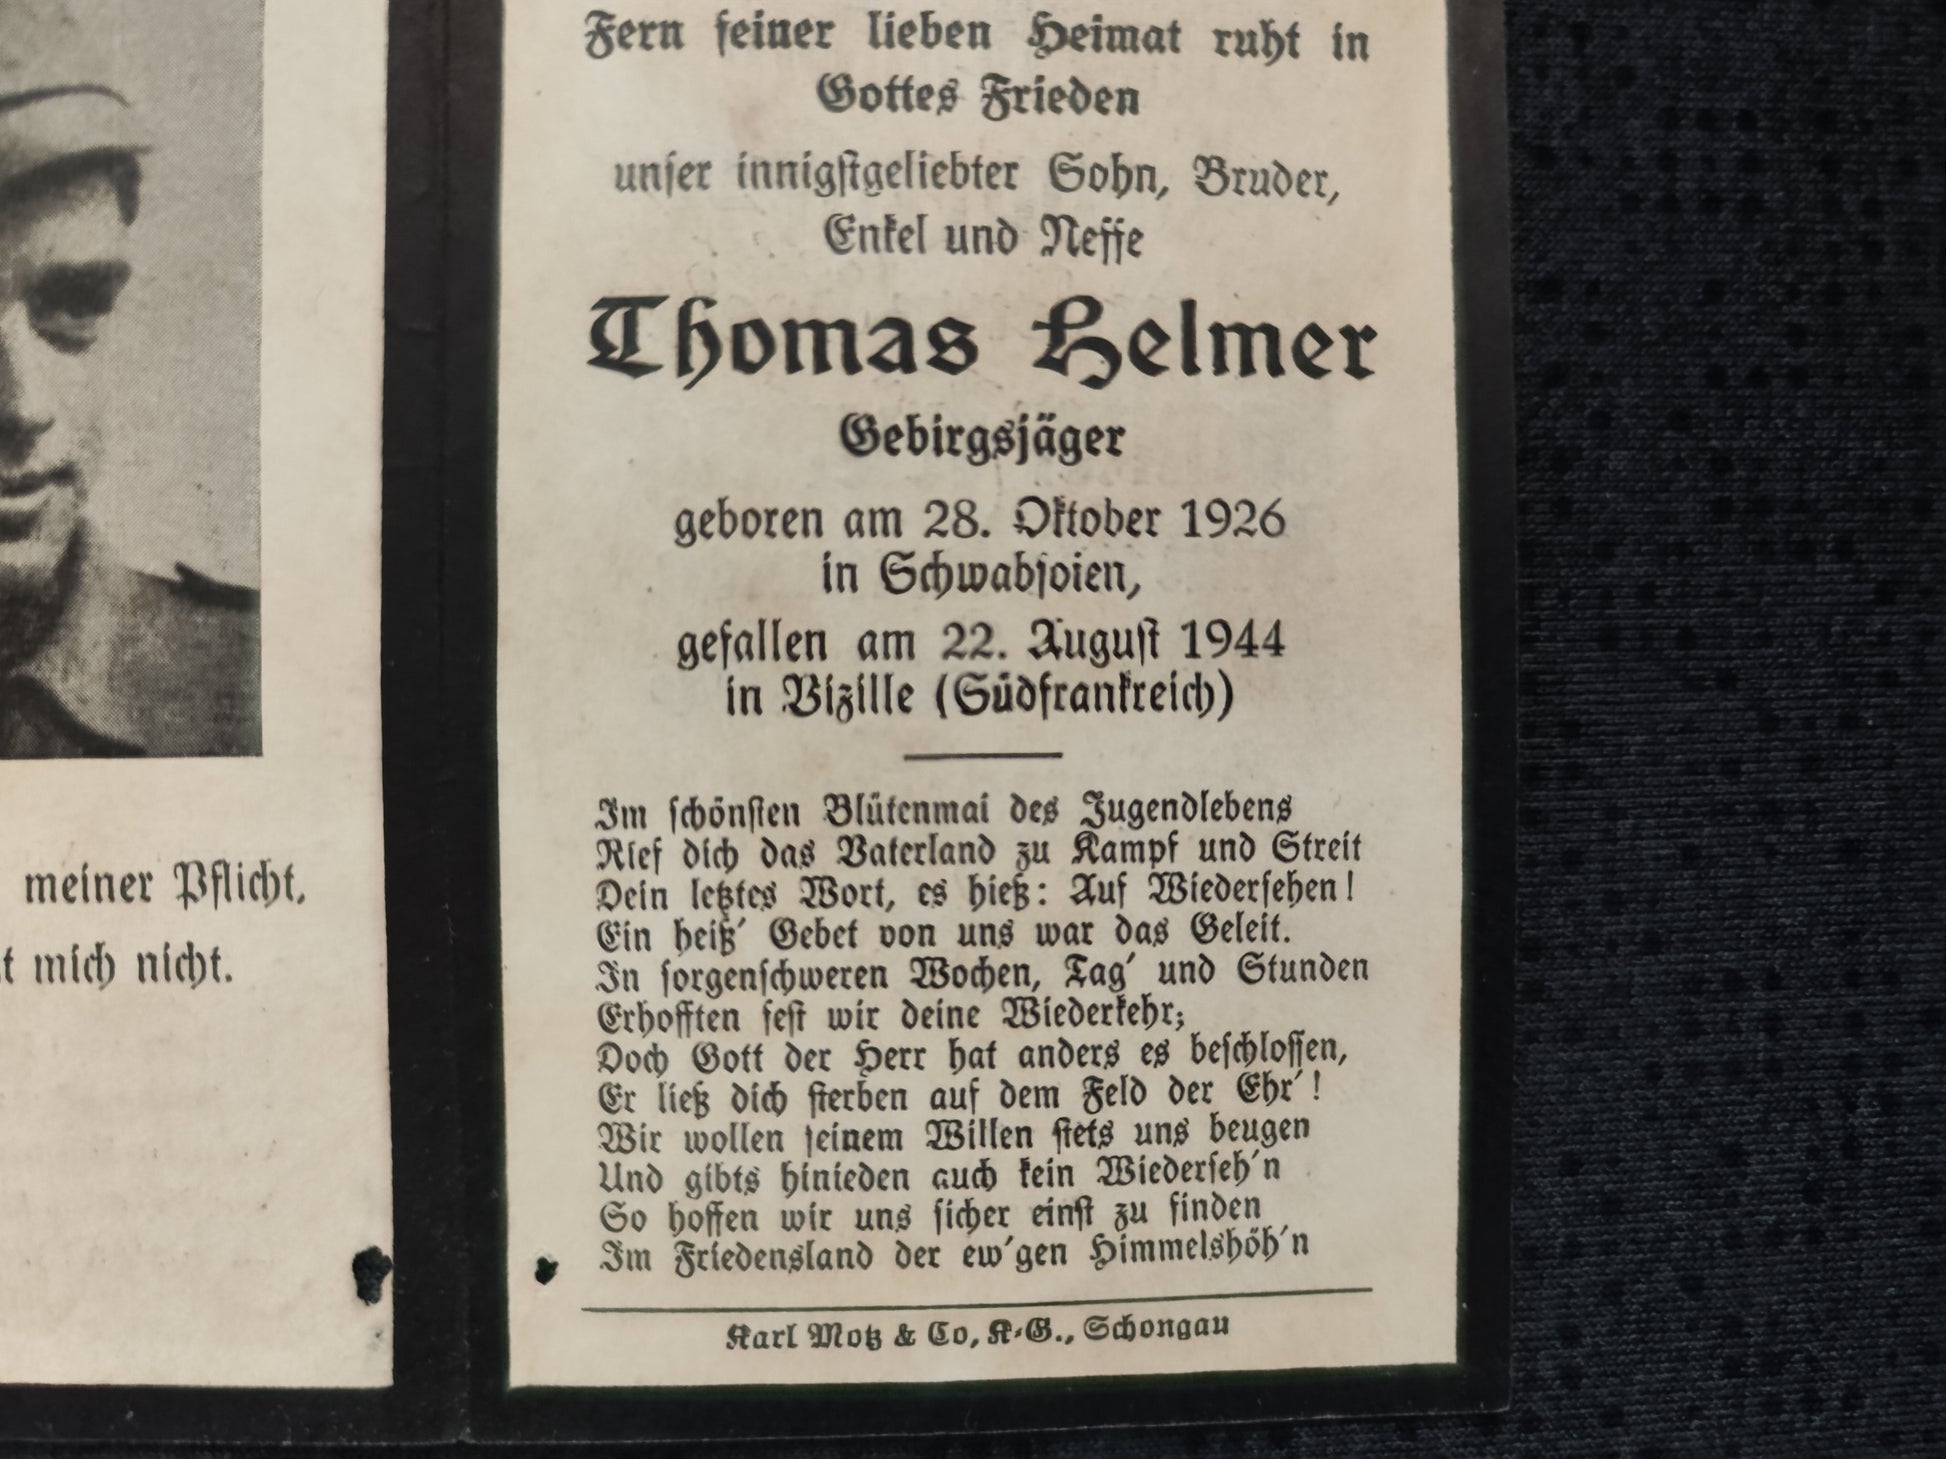 meiner Pflicht,
mich nicht.
Fern seiner lieben Heimat ruht in
Gottes Frieden
unser innigstgeliebter Sohn, Bruder,
Enkel und Neffe
Thomas Helmer
Gebirgsjäger
geboren am 28. Oktober 1926
in Schwabsoien,
gefallen am 22. August 1944
in Vizille (Südfrankreich)
Im schönsten Blütenmai des Jugendlebens
Rief dich das Vaterland zu Kampf und Streit
Dein letztes Wort, es hieß: Auf Wiedersehen!
Ein heiß' Gebet von uns war das Geleit.
In sorgenschweren Wochen, Tag' und Stunden
Erhofften fest wir deine Wiederkehr;
Doch Gott der Herr hat anders es beschlossen,
Er ließ dich sterben auf dem Feld der Ehr'!
Wir wollen seinem Willen stets uns beugen
Und gibts hinieden auch kein Wiederseh'n
So hoffen wir uns sicher einst zu finden
Im Friedensland der ew'gen Himmelshöh'n
Karl Motz & Co, K-G., Schongau